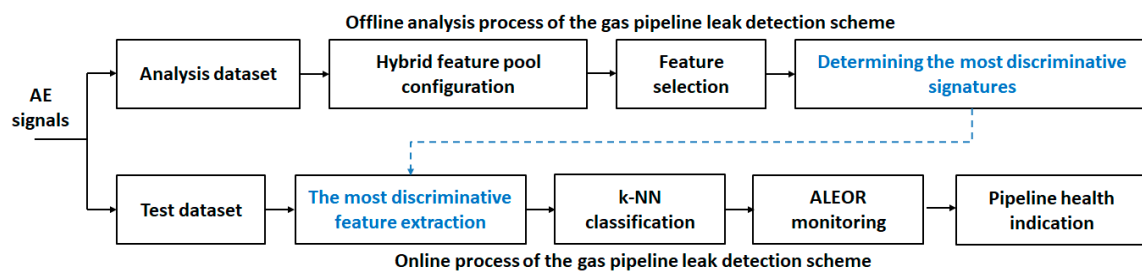 Offline analysis process of the gas pipeline leak detection scheme
AE
signals
Analysis dataset
Hybrid feature pool
configuration
Feature
selection
Determining the most discriminative
signatures
Test dataset
The most discriminative
feature extraction
k-NN
classification
ALEOR
monitoring
Pipeline health
indication
Online process of the gas pipeline leak detection scheme